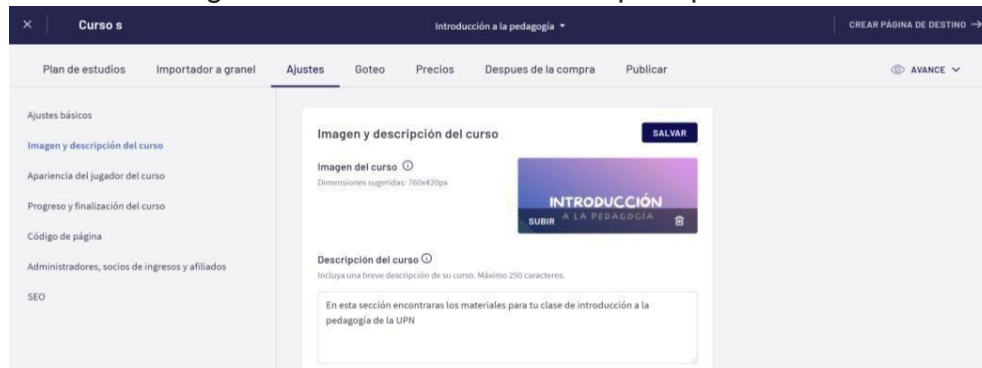 × Curso s Introducción a la pedagogía CREAR PÁGINA DE DESTINO →
Plan de estudios Importador a granel Ajustes Goteo Precios Despues de la compra Publicar AVANCE
Ajustes básicos
Imagen y descripción del curso
Apariencia del jugador del curso
Progreso y finalización del curso
Código de página
Administradores, socios de ingresos y afiliados
SEO
Imagen y descripción del curso SALVAR
Imagen del curso
Dimensiones sugeridas: 760x420px
INTRODUCCIÓN
A LA PEDAGOGÍA
SUBIR
Descripción del curso
Incluya una breve descripción de su curso. Máximo 250 caracteres.
En esta sección encontraras los materiales para tu clase de introducción a la
pedagogía de la UPN